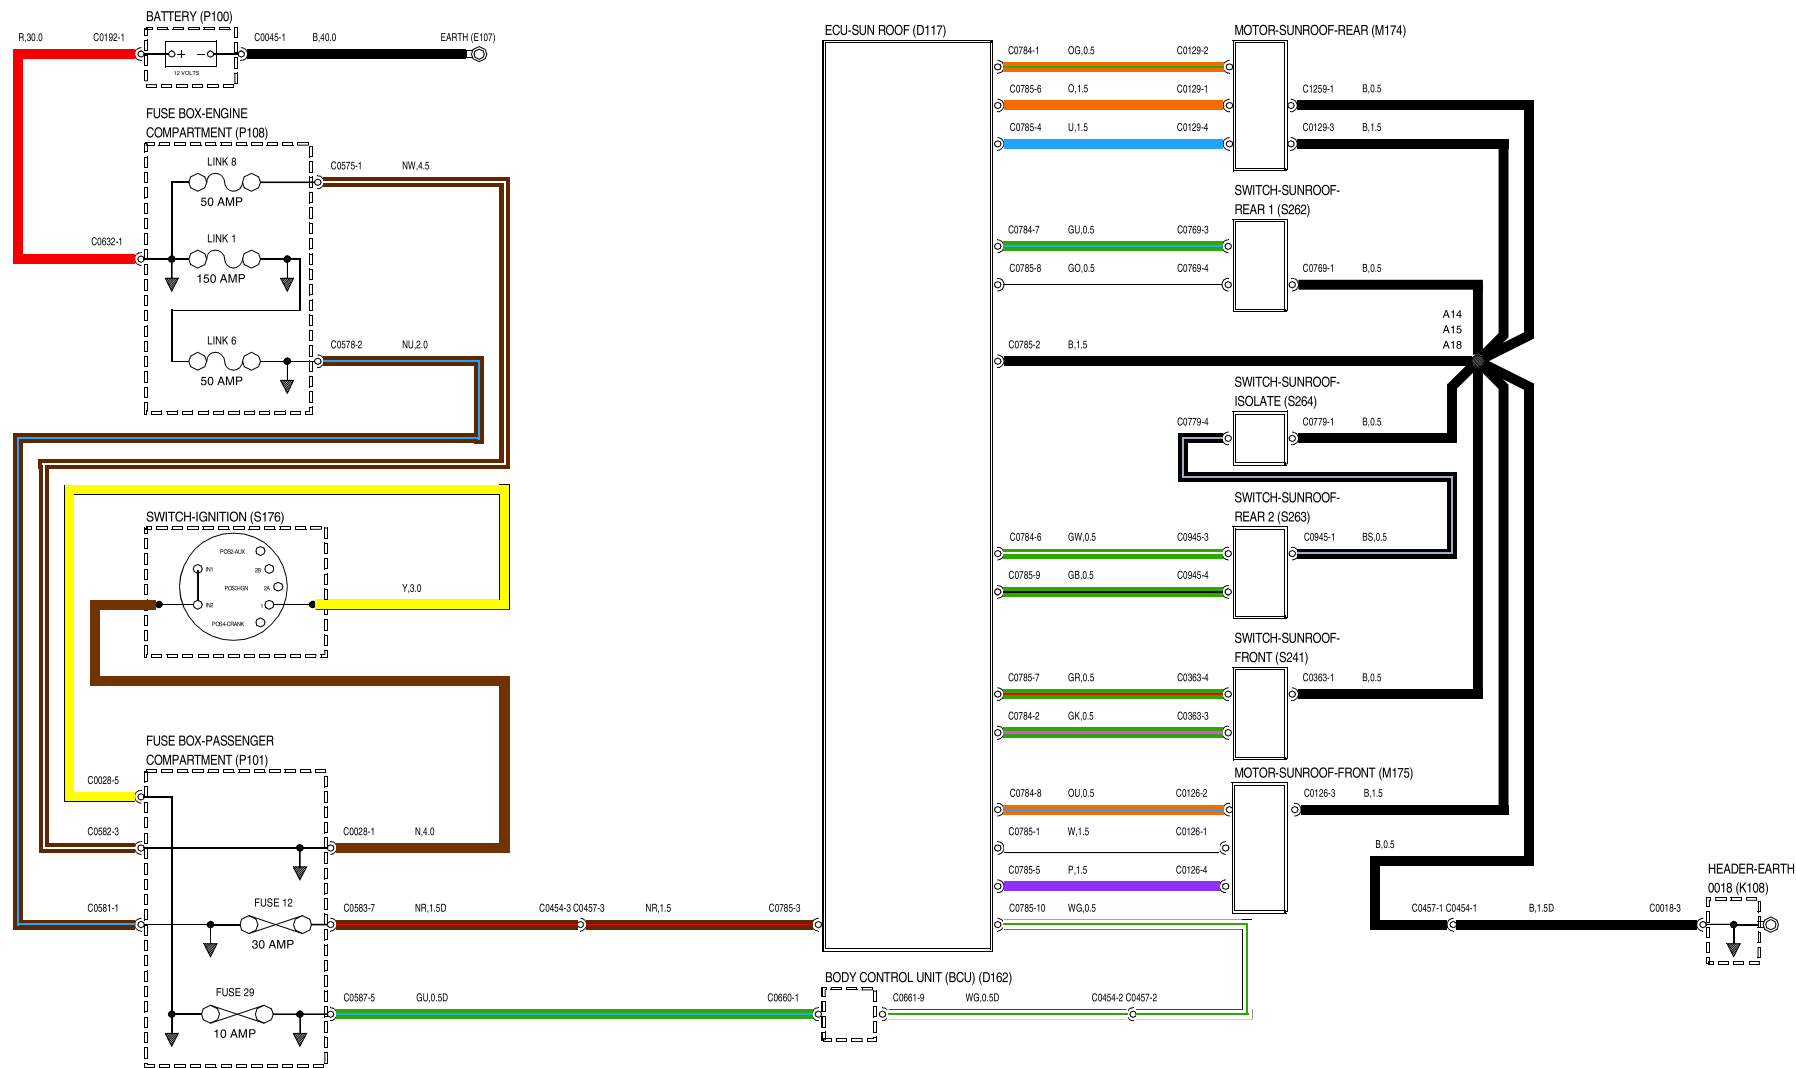 BATTERY (P100)
R,30.0
C0192-1
C0045-1
B,40.0
EARTH (E107)
12 VOLTS
FUSE BOX-ENGINE
COMPARTMENT (P108)
LINK 8
50 AMP
C0575-1
NW,4.5
C0632-1
LINK 1
150 AMP
LINK 6
50 AMP
C0578-2
NU,2.0
SWITCH-IGNITION (S176)
POS2-AUX
IN1
2B
POS3-IGN
2A
IN2
1
POS4-CRANK
Y,3.0
FUSE BOX-PASSENGER
COMPARTMENT (P101)
C0028-5
C0582-3
C0028-1
N,4.0
C0581-1
FUSE 12
30 AMP
C0583-7
NR,1.5D
C0454-3 C0457-3
NR,1.5
C0785-3
FUSE 29
10 AMP
C0587-5
GU,0.5D
C0660-1
ECU-SUN ROOF (D117)
C0784-1
OG,0.5
C0129-2
C0785-6
O,1.5
C0129-1
C0785-4
U,1.5
C0129-4
MOTOR-SUNROOF-REAR (M174)
C1259-1
B,0.5
C0129-3
B,1.5
SWITCH-SUNROOF-
REAR 1 (S262)
C0784-7
GU,0.5
C0769-3
C0785-8
GO,0.5
C0769-4
C0769-1
B,0.5
A14
A15
A18
C0785-2
B,1.5
SWITCH-SUNROOF-
ISOLATE (S264)
C0779-4
C0779-1
B,0.5
SWITCH-SUNROOF-
REAR 2 (S263)
C0784-6
GW,0.5
C0945-3
C0945-1
BS,0.5
C0785-9
GB,0.5
C0945-4
SWITCH-SUNROOF-
FRONT (S241)
C0785-7
GR,0.5
C0363-4
C0363-1
B,0.5
C0784-2
GK,0.5
C0363-3
MOTOR-SUNROOF-FRONT (M175)
C0784-8
OU,0.5
C0126-2
C0126-3
B,1.5
C0785-1
W,1.5
C0126-1
C0785-5
P,1.5
C0126-4
B,0.5
C0785-10
WG,0.5
C0457-1 C0454-1
B,1.5D
C0018-3
HEADER-EARTH
0018 (K108)
BODY CONTROL UNIT (BCU) (D162)
C0661-9
WG,0.5D
C0454-2 C0457-2